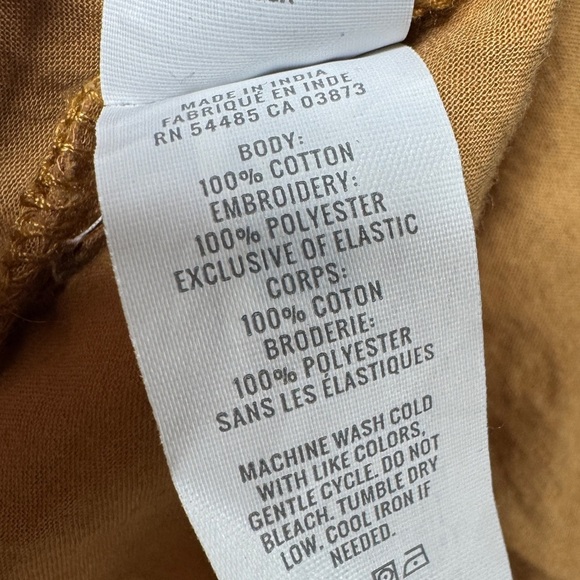 MADE IN INDIA
FABRIQUÉ EN INDE
RN 54485 CA 03873
BODY:
100% COTTON
EMBROIDERY:
100% POLYESTER
EXCLUSIVE OF ELASTIC
CORPS:
100% COTON
BRODERIE:
100% POLYESTER
SANS LES ÉLASTIQUES
MACHINE WASH COLD
WITH LIKE COLORS,
GENTLE CYCLE. DO NOT
BLEACH. TUMBLE DRY
LOW. COOL IRON IF
NEEDED.